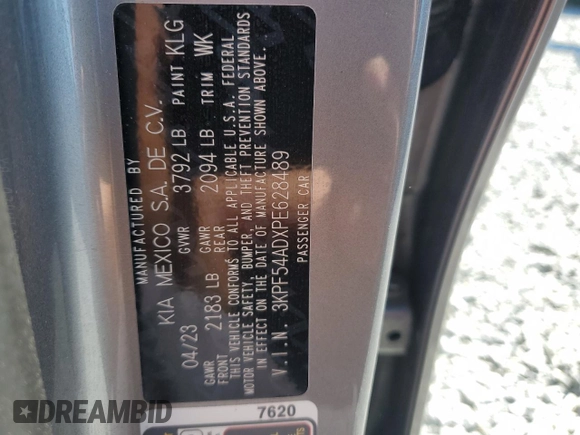 MANUFACTURED BY
KIA MEXICO S.A. DE C.V.
04/23 GVWR 3792 LB PAINT KLG
GAWR FRONT 2183 LB GAWR REAR 2094 LB TRIM WK
THIS VEHICLE CONFORMS TO ALL APPLICABLE U.S.A. FEDERAL
MOTOR VEHICLE SAFETY, BUMPER, AND THEFT PREVENTION STANDARDS
IN EFFECT ON THE DATE OF MANUFACTURE SHOWN ABOVE.
V.I.N. 3KPF54ADXPE628489
PASSENGER CAR
7620
DREAMBID